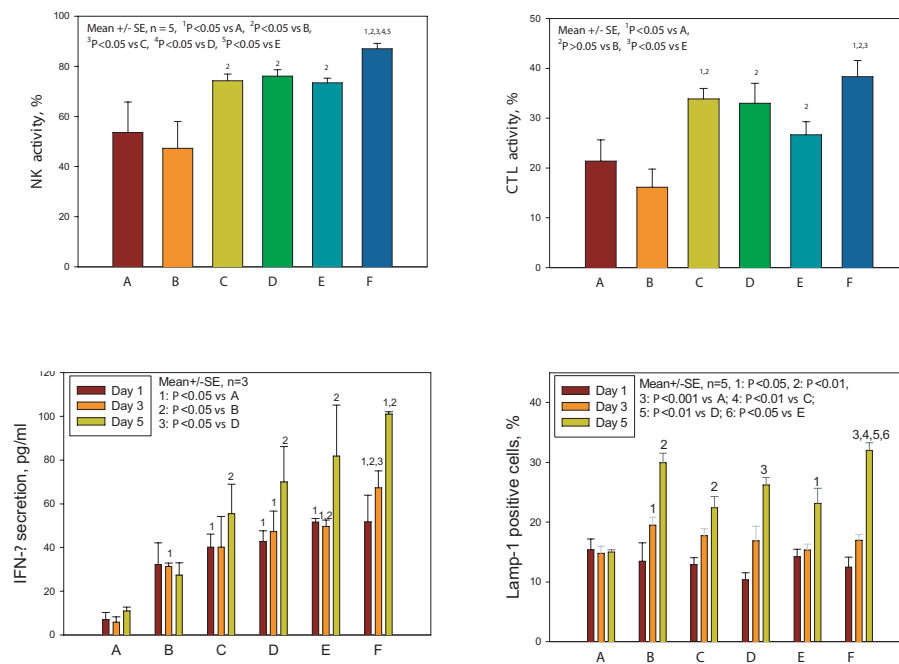 Mean +/- SE, n = 5, ¹P<0.05 vs A, ²P<0.05 vs B,
³P<0.05 vs C, ⁴P<0.05 vs D, ⁵P<0.05 vs E
NK activity, %
100
80
60
40
20
0
2
2
2
1,2,3,4,5
A B C D E F
Mean +/- SE, ¹P<0.05 vs A,
²P>0.05 vs B, ³P<0.05 vs E
CTL activity, %
50
40
30
20
10
0
1,2
2
2
1,2,3
A B C D E F
Day 1
Day 3
Day 5
Mean+/-SE, n=3
1: P<0.05 vs A
2: P<0.05 vs B
3: P<0.05 vs D
IFN-? secretion, pg/ml
120
100
80
60
40
20
0
1
1
2
1
2
1
1,2
2
1,2,3
1,2
A B C D E F
Day 1
Day 3
Day 5
Mean+/-SE, n=5, 1: P<0.05, 2: P<0.01,
3: P<0.001 vs A; 4: P<0.01 vs C;
5: P<0.01 vs D; 6: P<0.05 vs E
Lamp-1 positive cells, %
40
30
20
10
0
1
2
2
3
1
3,4,5,6
A B C D E F